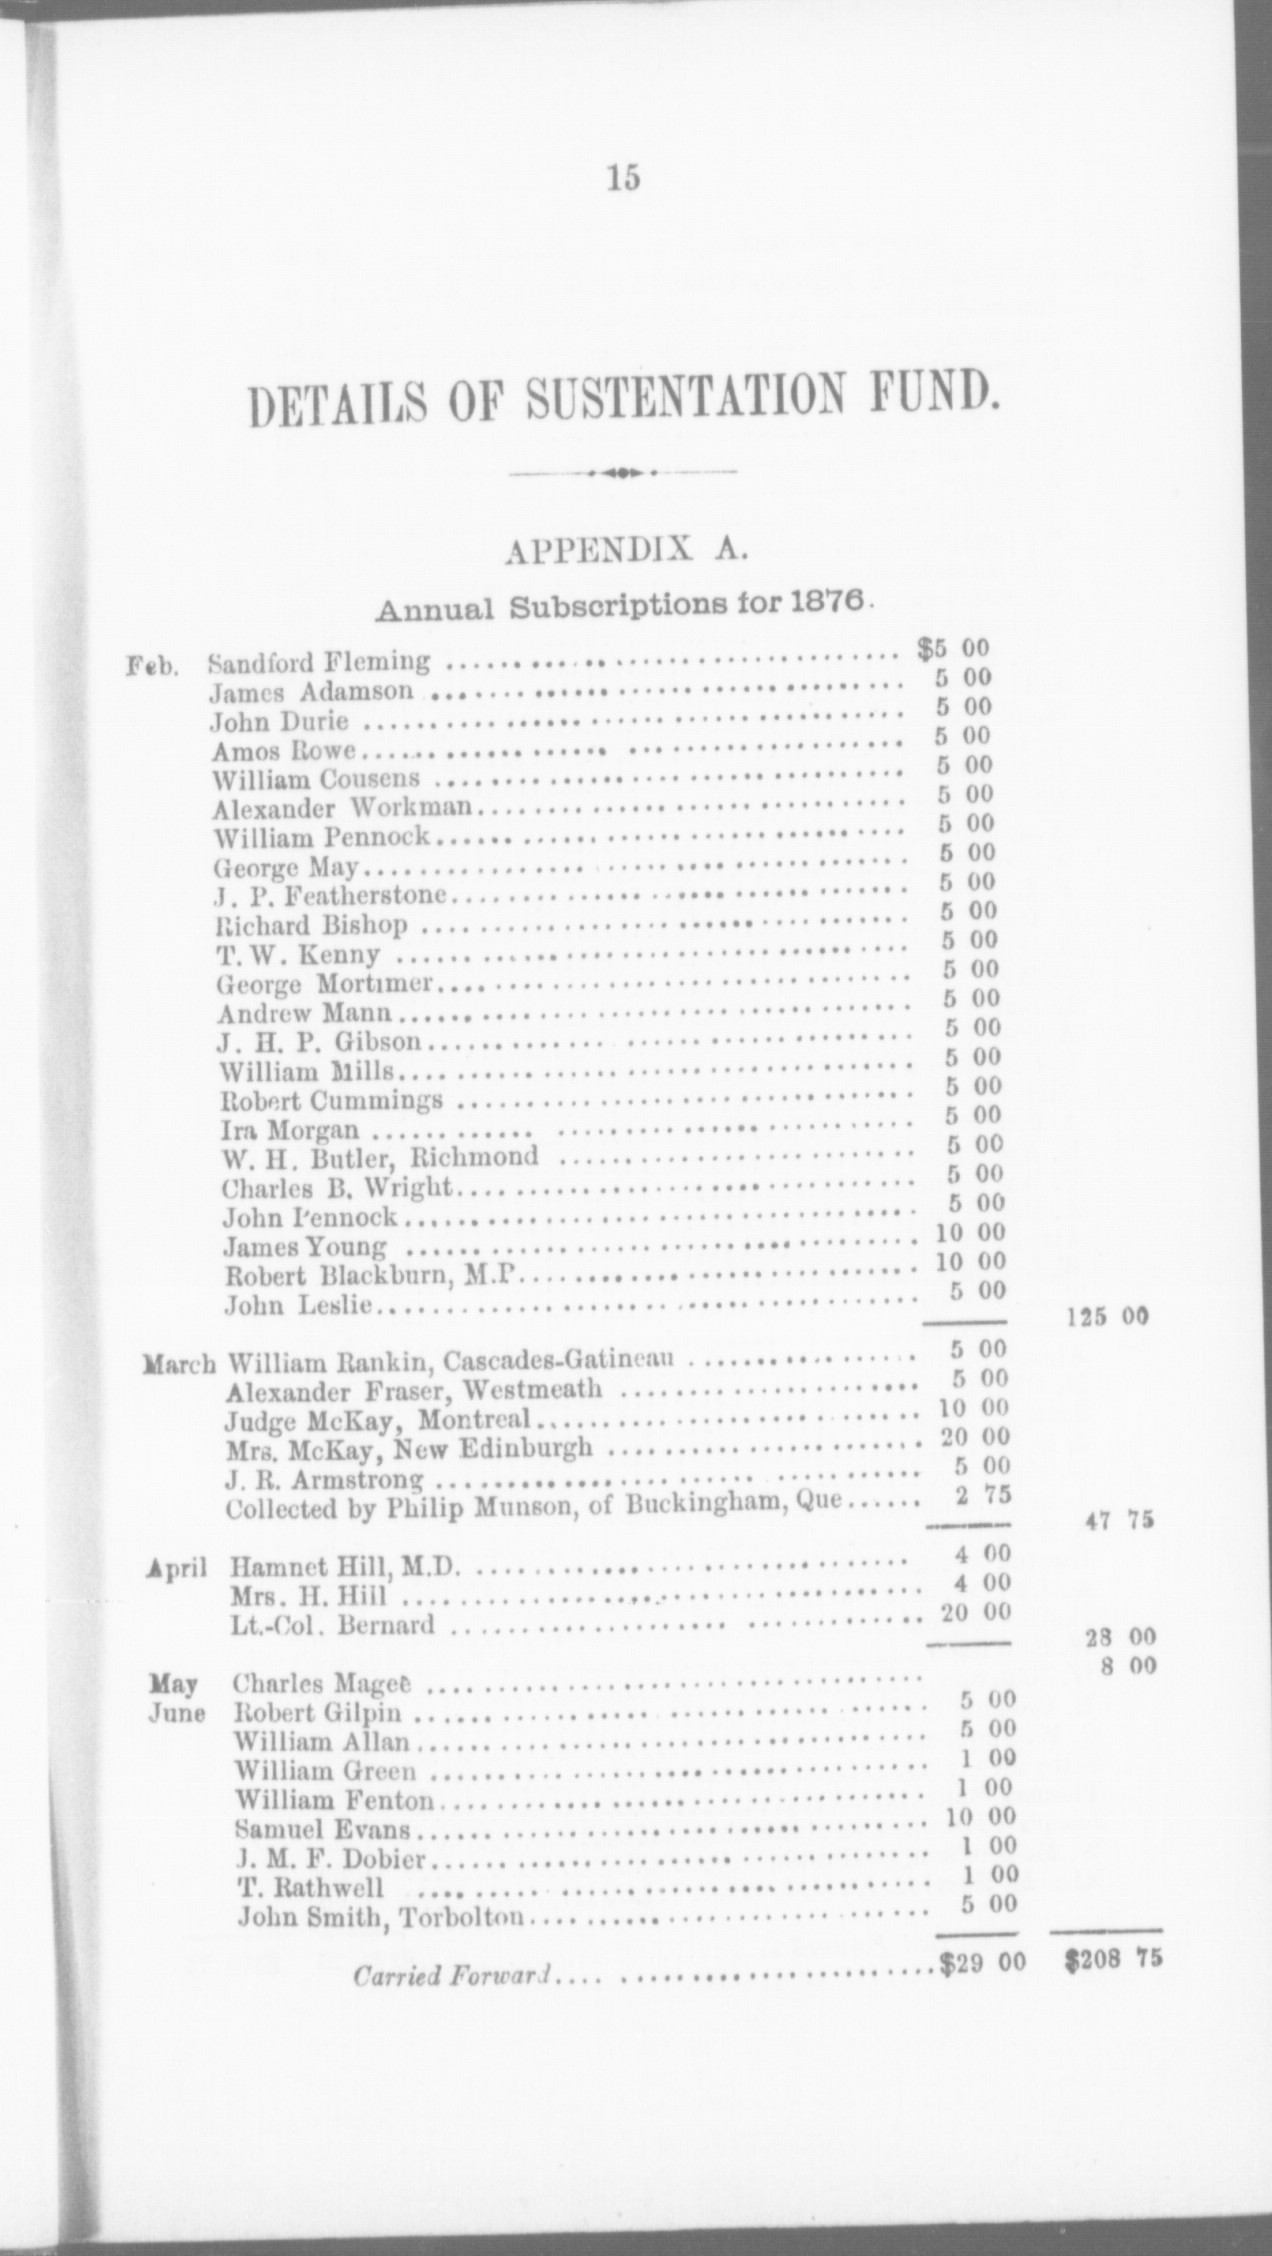 15
DETAILS OF SUSTENTATION FUND.
APPENDIX A.
Annual Subscriptions for 1876.
Feb. Sandford Fleming ........ $5 00
James Adamson ........ 5 00
John Durie ........ 5 00
Amos Rowe ........ 5 00
William Cousens ........ 5 00
Alexander Workman ........ 5 00
William Pennock ........ 5 00
George May ........ 5 00
J. P. Featherstone ........ 5 00
Richard Bishop ........ 5 00
T. W. Kenny ........ 5 00
George Mortimer ........ 5 00
Andrew Mann ........ 5 00
J. H. P. Gibson ........ 5 00
William Mills ........ 5 00
Robert Cummings ........ 5 00
Ira Morgan ........ 5 00
W. H. Butler, Richmond ........ 5 00
Charles B. Wright ........ 5 00
John Pennock ........ 5 00
James Young ........ 10 00
Robert Blackburn, M.P. ........ 10 00
John Leslie ........ 5 00
125 00
March William Rankin, Cascades-Gatineau ........ 5 00
Alexander Fraser, Westmeath ........ 5 00
Judge McKay, Montreal ........ 10 00
Mrs. McKay, New Edinburgh ........ 20 00
J. R. Armstrong ........ 5 00
Collected by Philip Munson, of Buckingham, Que ...... 2 75
47 75
April Hamnet Hill, M.D. ........ 4 00
Mrs. H. Hill ........ 4 00
Lt.-Col. Bernard ........ 20 00
28 00
May Charles Magee ........ 8 00
June Robert Gilpin ........ 5 00
William Allan ........ 5 00
William Green ........ 1 00
William Fenton ........ 1 00
Samuel Evans ........ 10 00
J. M. F. Dobier ........ 1 00
T. Rathwell ........ 1 00
John Smith, Torbolton ........ 5 00
Carried Forward ........ $29 00 $208 75